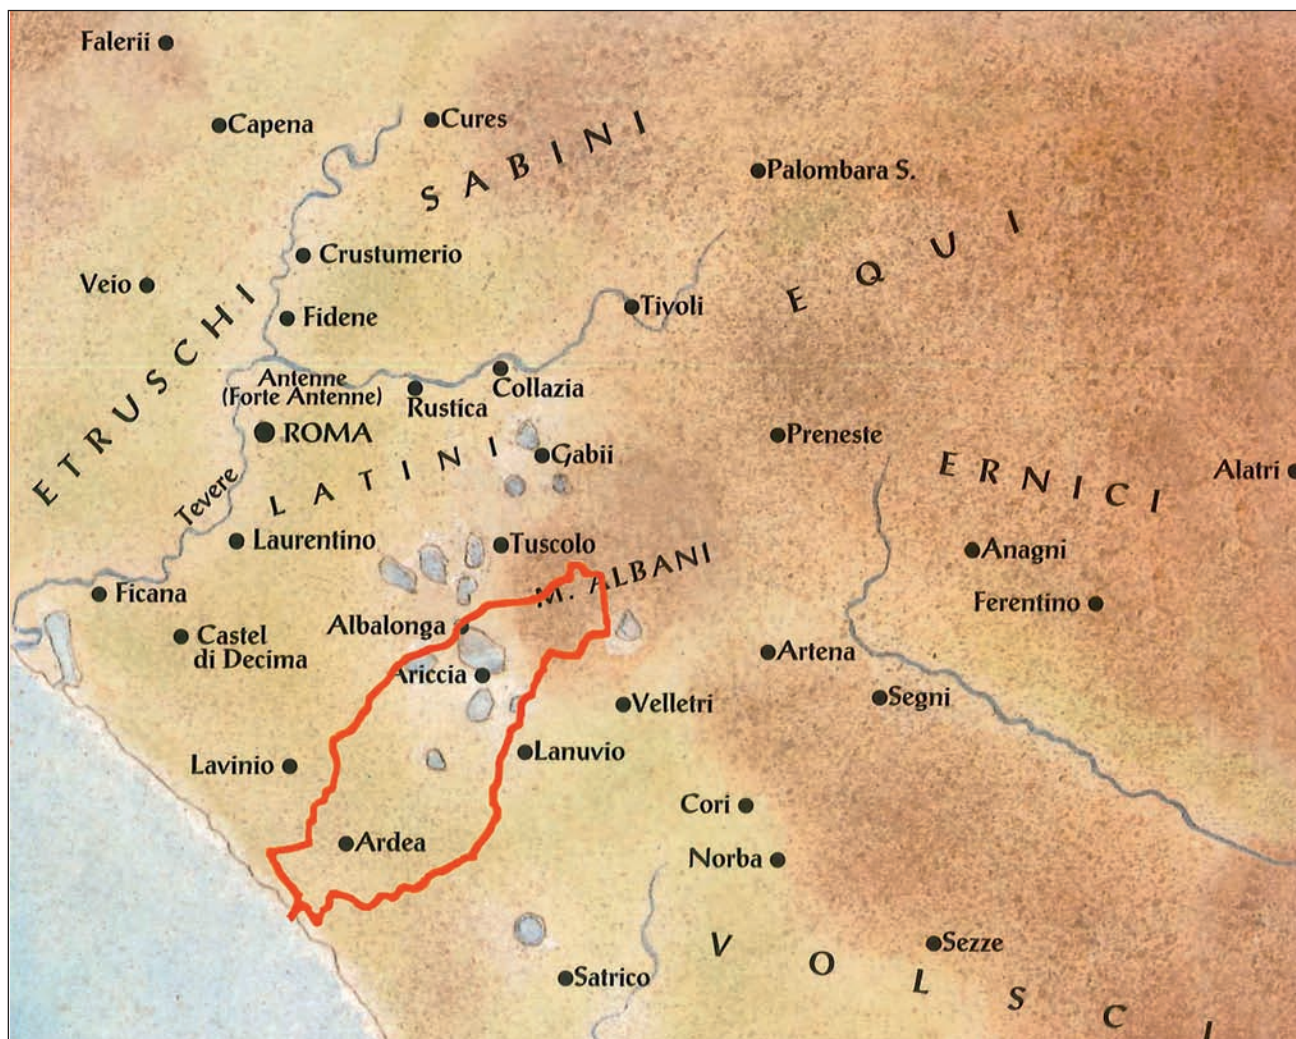 Falerii
Capena
Cures
SABINI
Palombara S.
EQUI
Crustumerio
Veio
Fidene
Tivoli
ETRUSCHI
Antenne
(Forte Antenne)
Rustica
Collazia
ROMA
LATINI
Gabii
Preneste
ERNICI
Alatri
Tevere
Laurentino
Tuscolo
M. ALBANI
Anagni
Ficana
Ferentino
Albalonga
Castel
di Decima
Ariccia
Artena
Velletri
Segni
Lavinio
Lanuvio
Cori
Ardea
Norba
VOLSCI
Sezze
Satrico